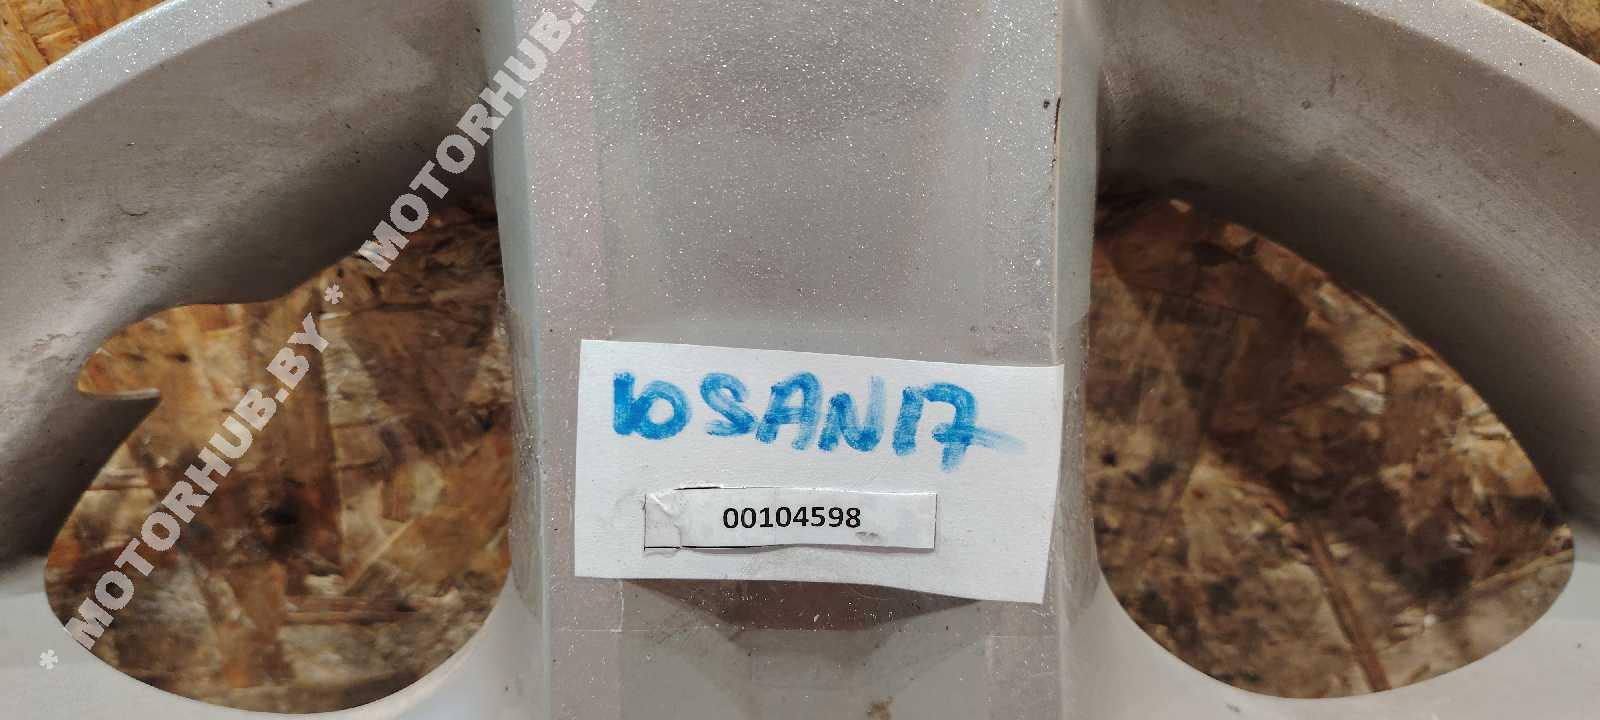 * MOTORHUB.BY * MOTORHUB.
10SAN17
00104598